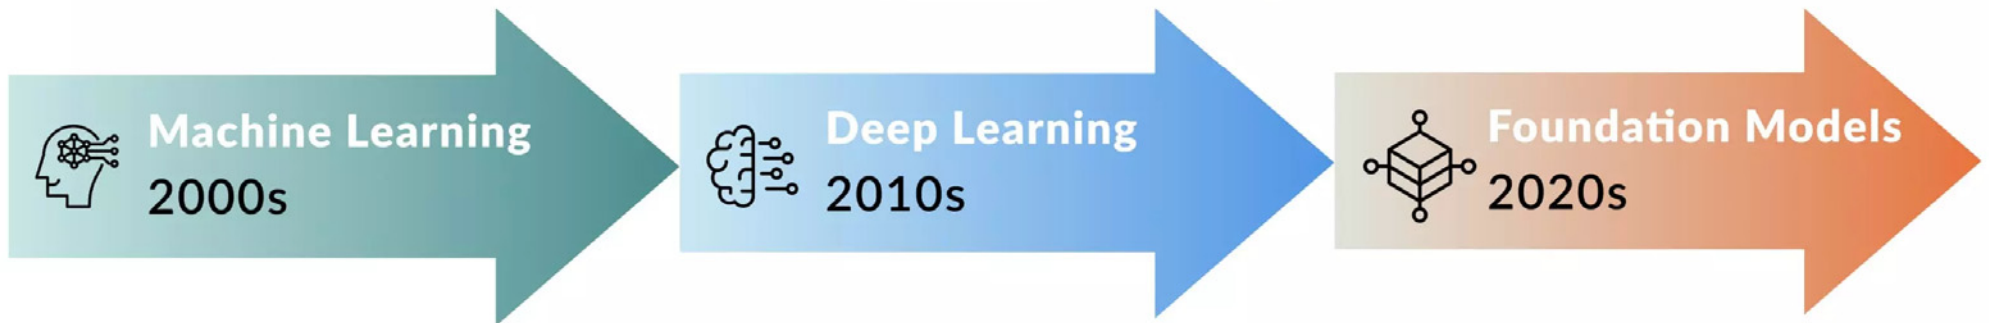 Machine Learning
2000s
Deep Learning
2010s
Foundation Models
2020s